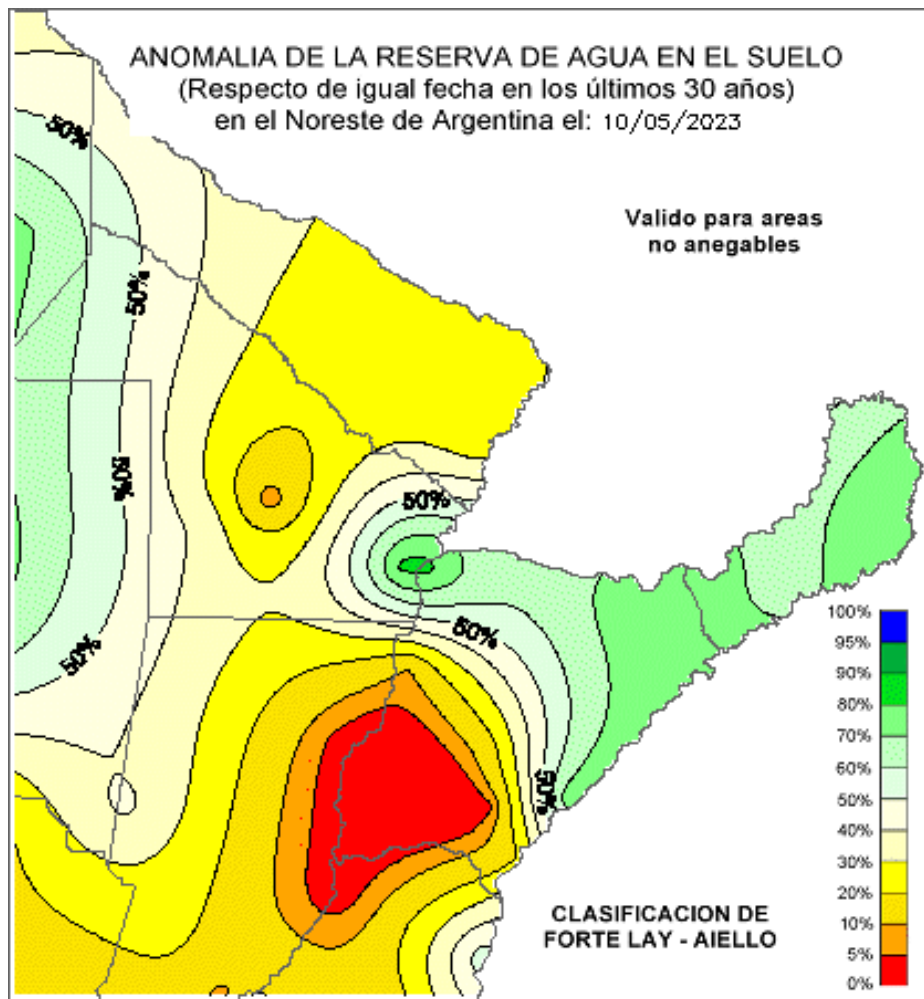 ANOMALIA DE LA RESERVA DE AGUA EN EL SUELO
(Respecto de igual fecha en los últimos 30 años)
en el Noreste de Argentina el: 10/05/2023
50%
Valido para areas
no anegables
50%
50%
50%
50%
50%
50%
100%
95%
90%
80%
70%
60%
50%
40%
30%
20%
10%
5%
0%
CLASIFICACION DE
FORTE LAY - AIELLO